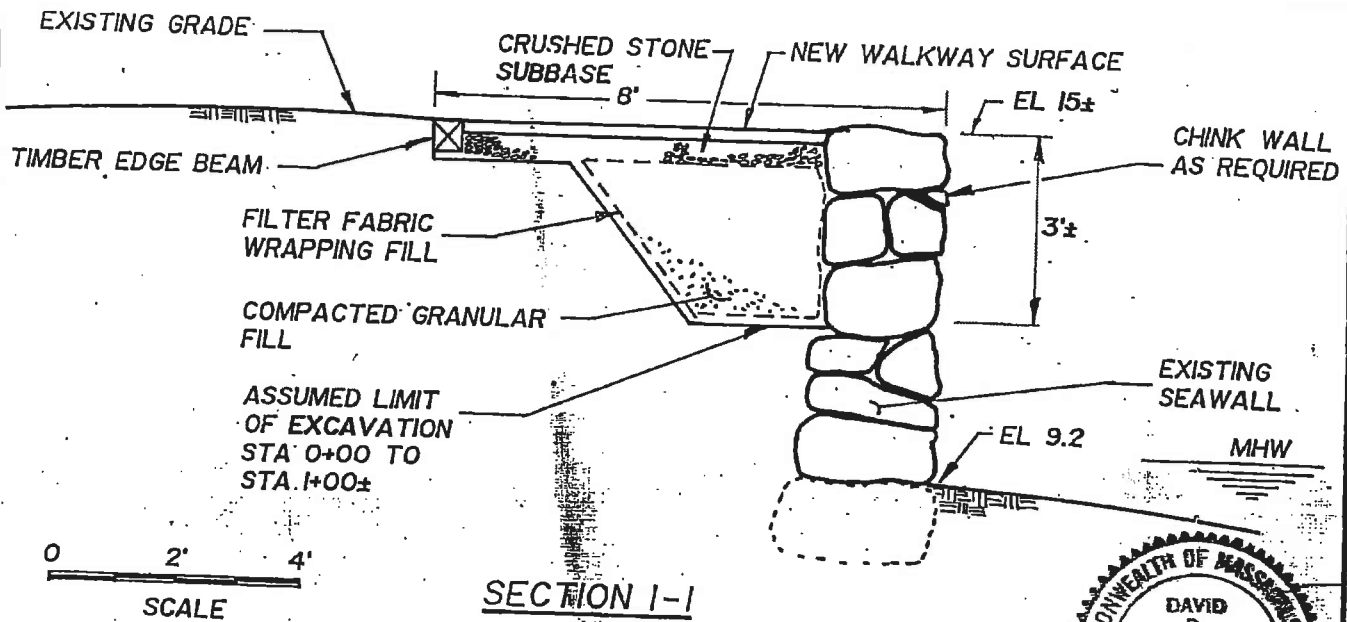 EXISTING GRADE
CRUSHED STONE
SUBBASE
NEW WALKWAY SURFACE
8'
EL 15±
CHINK WALL
AS REQUIRED
TIMBER EDGE BEAM
3'±
FILTER FABRIC
WRAPPING FILL
COMPACTED GRANULAR
FILL
EXISTING
SEAWALL
ASSUMED LIMIT
OF EXCAVATION
STA 0+00 TO
STA. 1+00±
EL 9.2
MHW
0 2' 4'
SCALE
SECTION 1-1
OF
DAVID